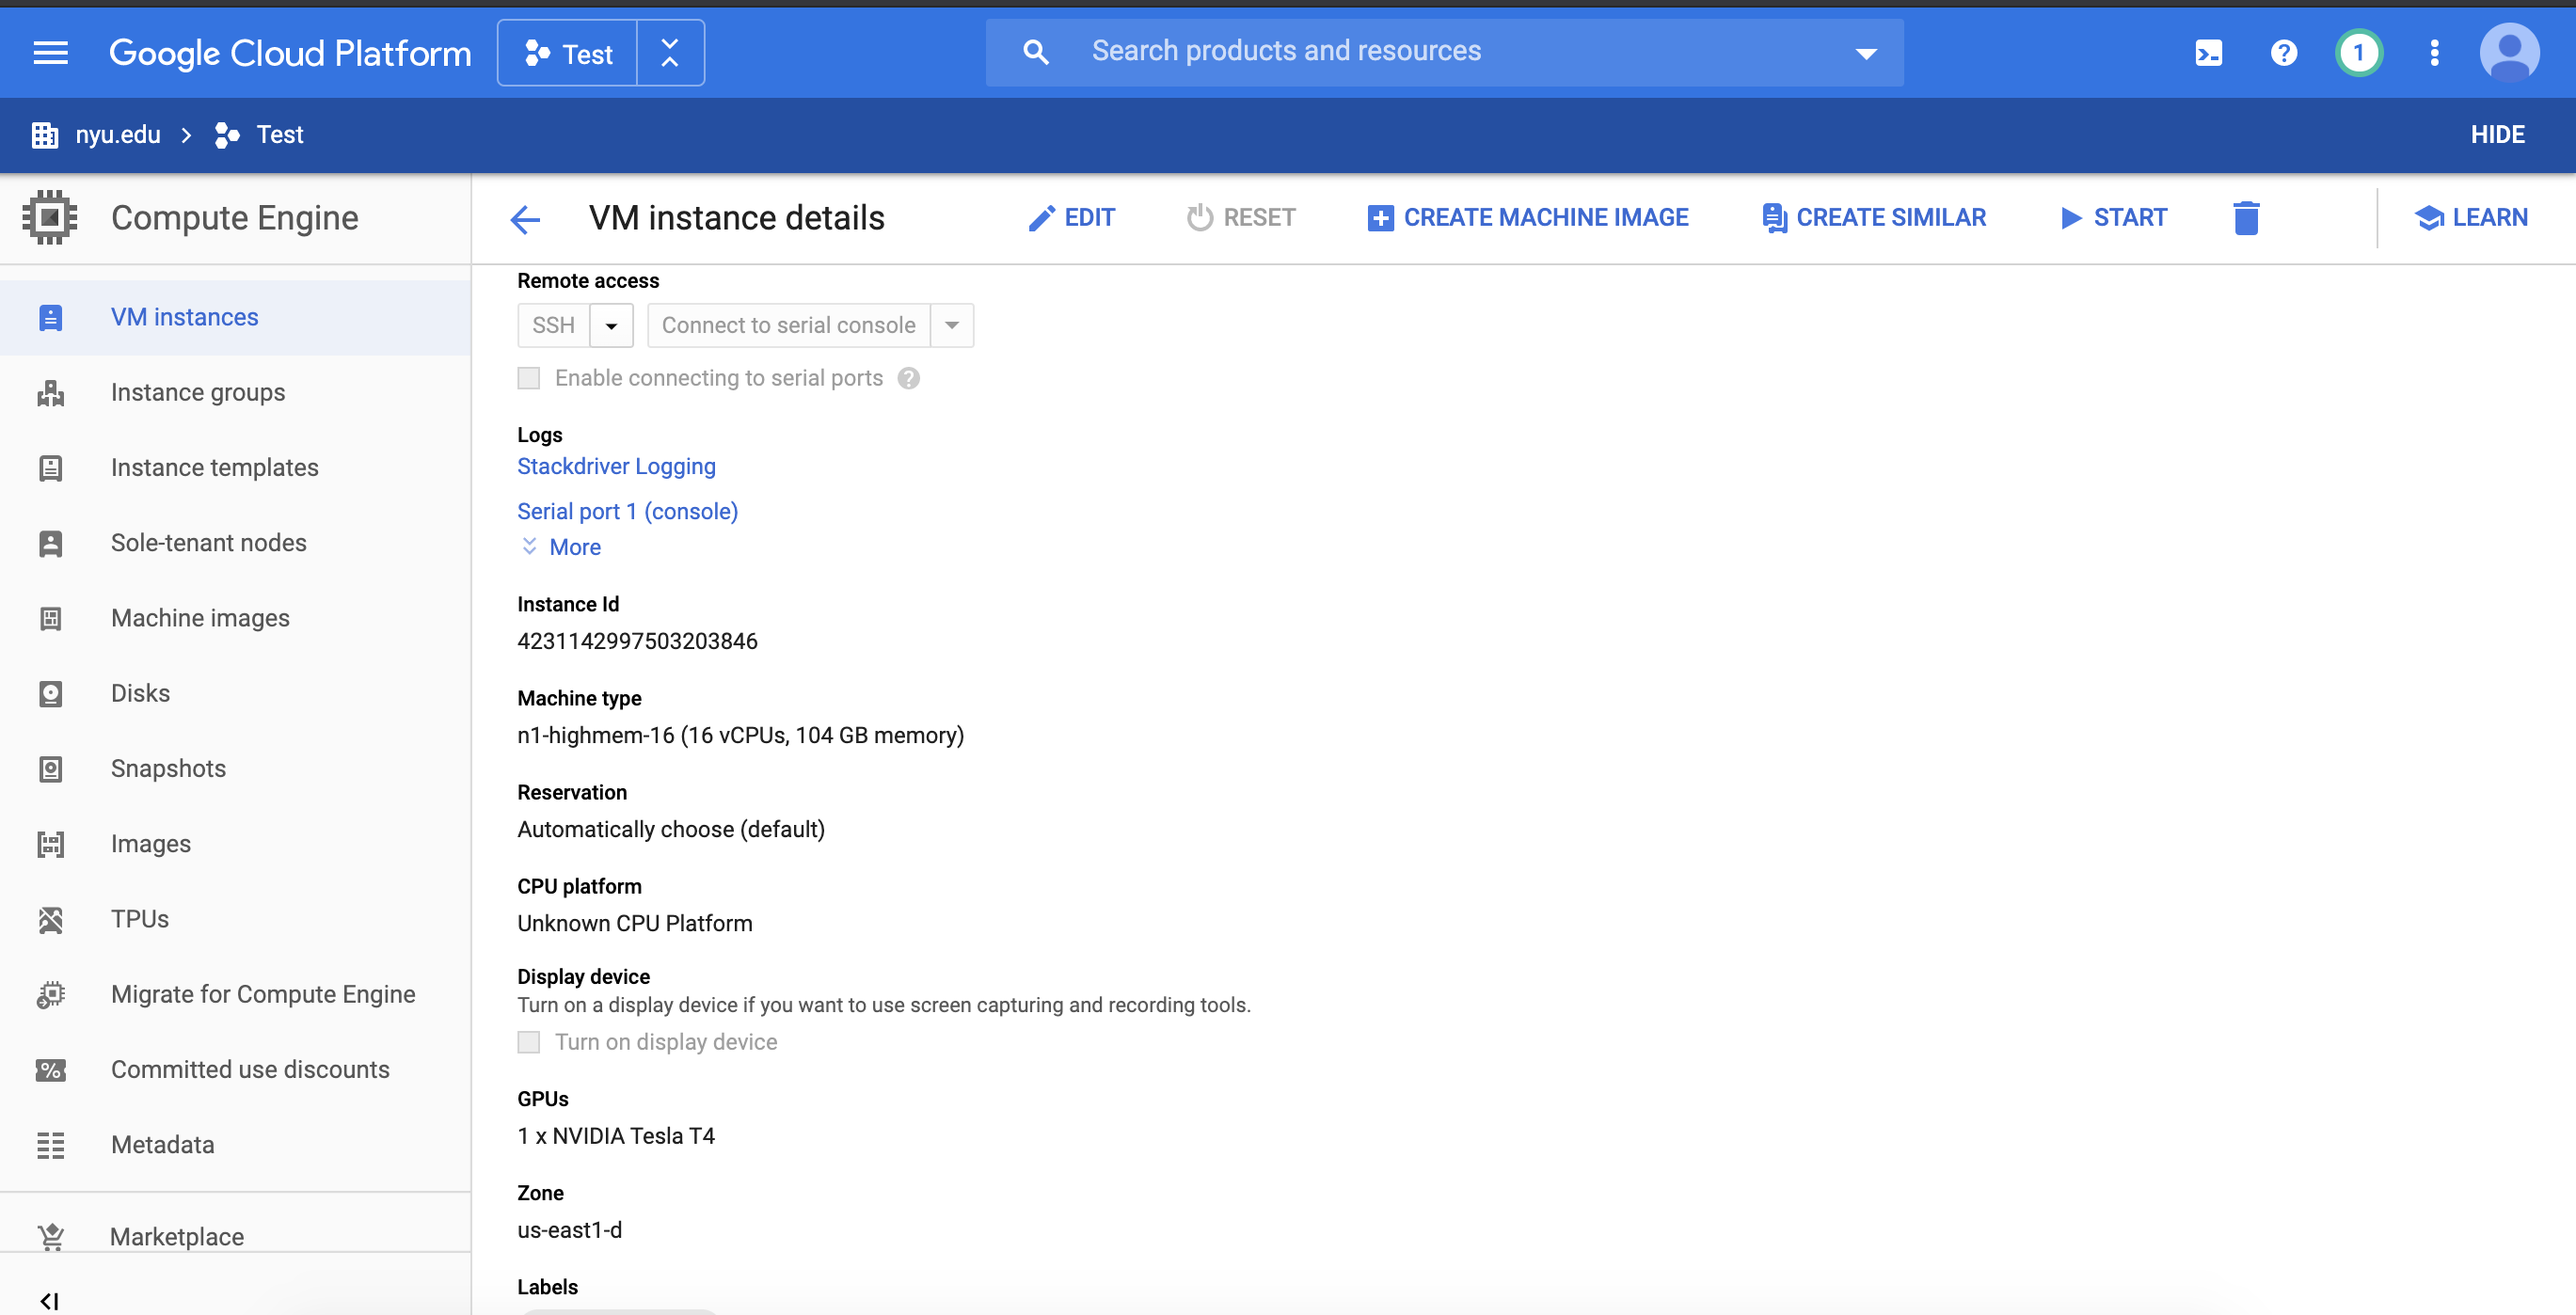 Google Cloud Platform
Test
Search products and resources
1
nyu.edu > Test
HIDE
Compute Engine
VM instance details
EDIT
RESET
CREATE MACHINE IMAGE
CREATE SIMILAR
START
LEARN
VM instances
Instance groups
Instance templates
Sole-tenant nodes
Machine images
Disks
Snapshots
Images
TPUs
Migrate for Compute Engine
Committed use discounts
Metadata
Marketplace
Remote access
SSH
Connect to serial console
Enable connecting to serial ports
Logs
Stackdriver Logging
Serial port 1 (console)
More
Instance Id
4231142997503203846
Machine type
n1-highmem-16 (16 vCPUs, 104 GB memory)
Reservation
Automatically choose (default)
CPU platform
Unknown CPU Platform
Display device
Turn on a display device if you want to use screen capturing and recording tools.
Turn on display device
GPUs
1 x NVIDIA Tesla T4
Zone
us-east1-d
Labels